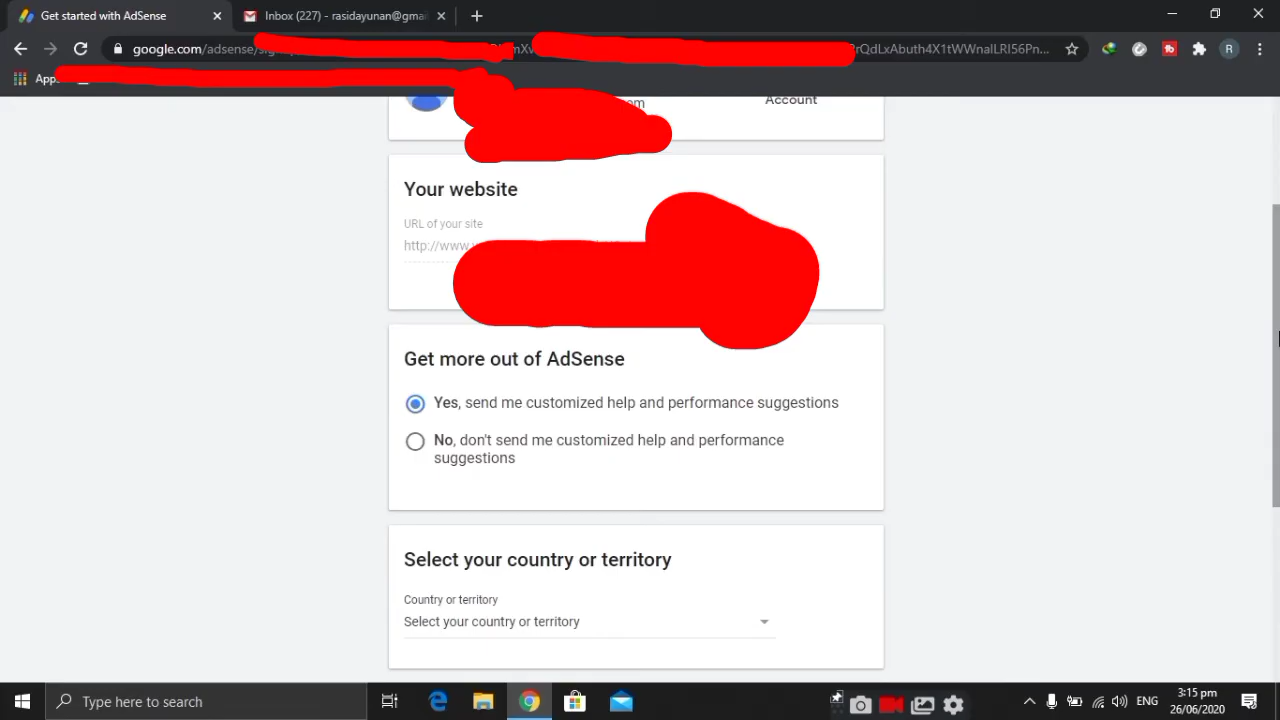 Get started with AdSense
Inbox (227) - rasidayunan@gma
google.com/adsense/
rQdLxAbuth4X1tWWnaILRI56Pn...
R
Apps
om
Account
Your website
URL of your site
http://www.
Get more out of AdSense
Yes, send me customized help and performance suggestions
No, don't send me customized help and performance
suggestions
Select your country or territory
Country or territory
Select your country or territory
Type here to search
ENG
3:15 pm
26/06/2020